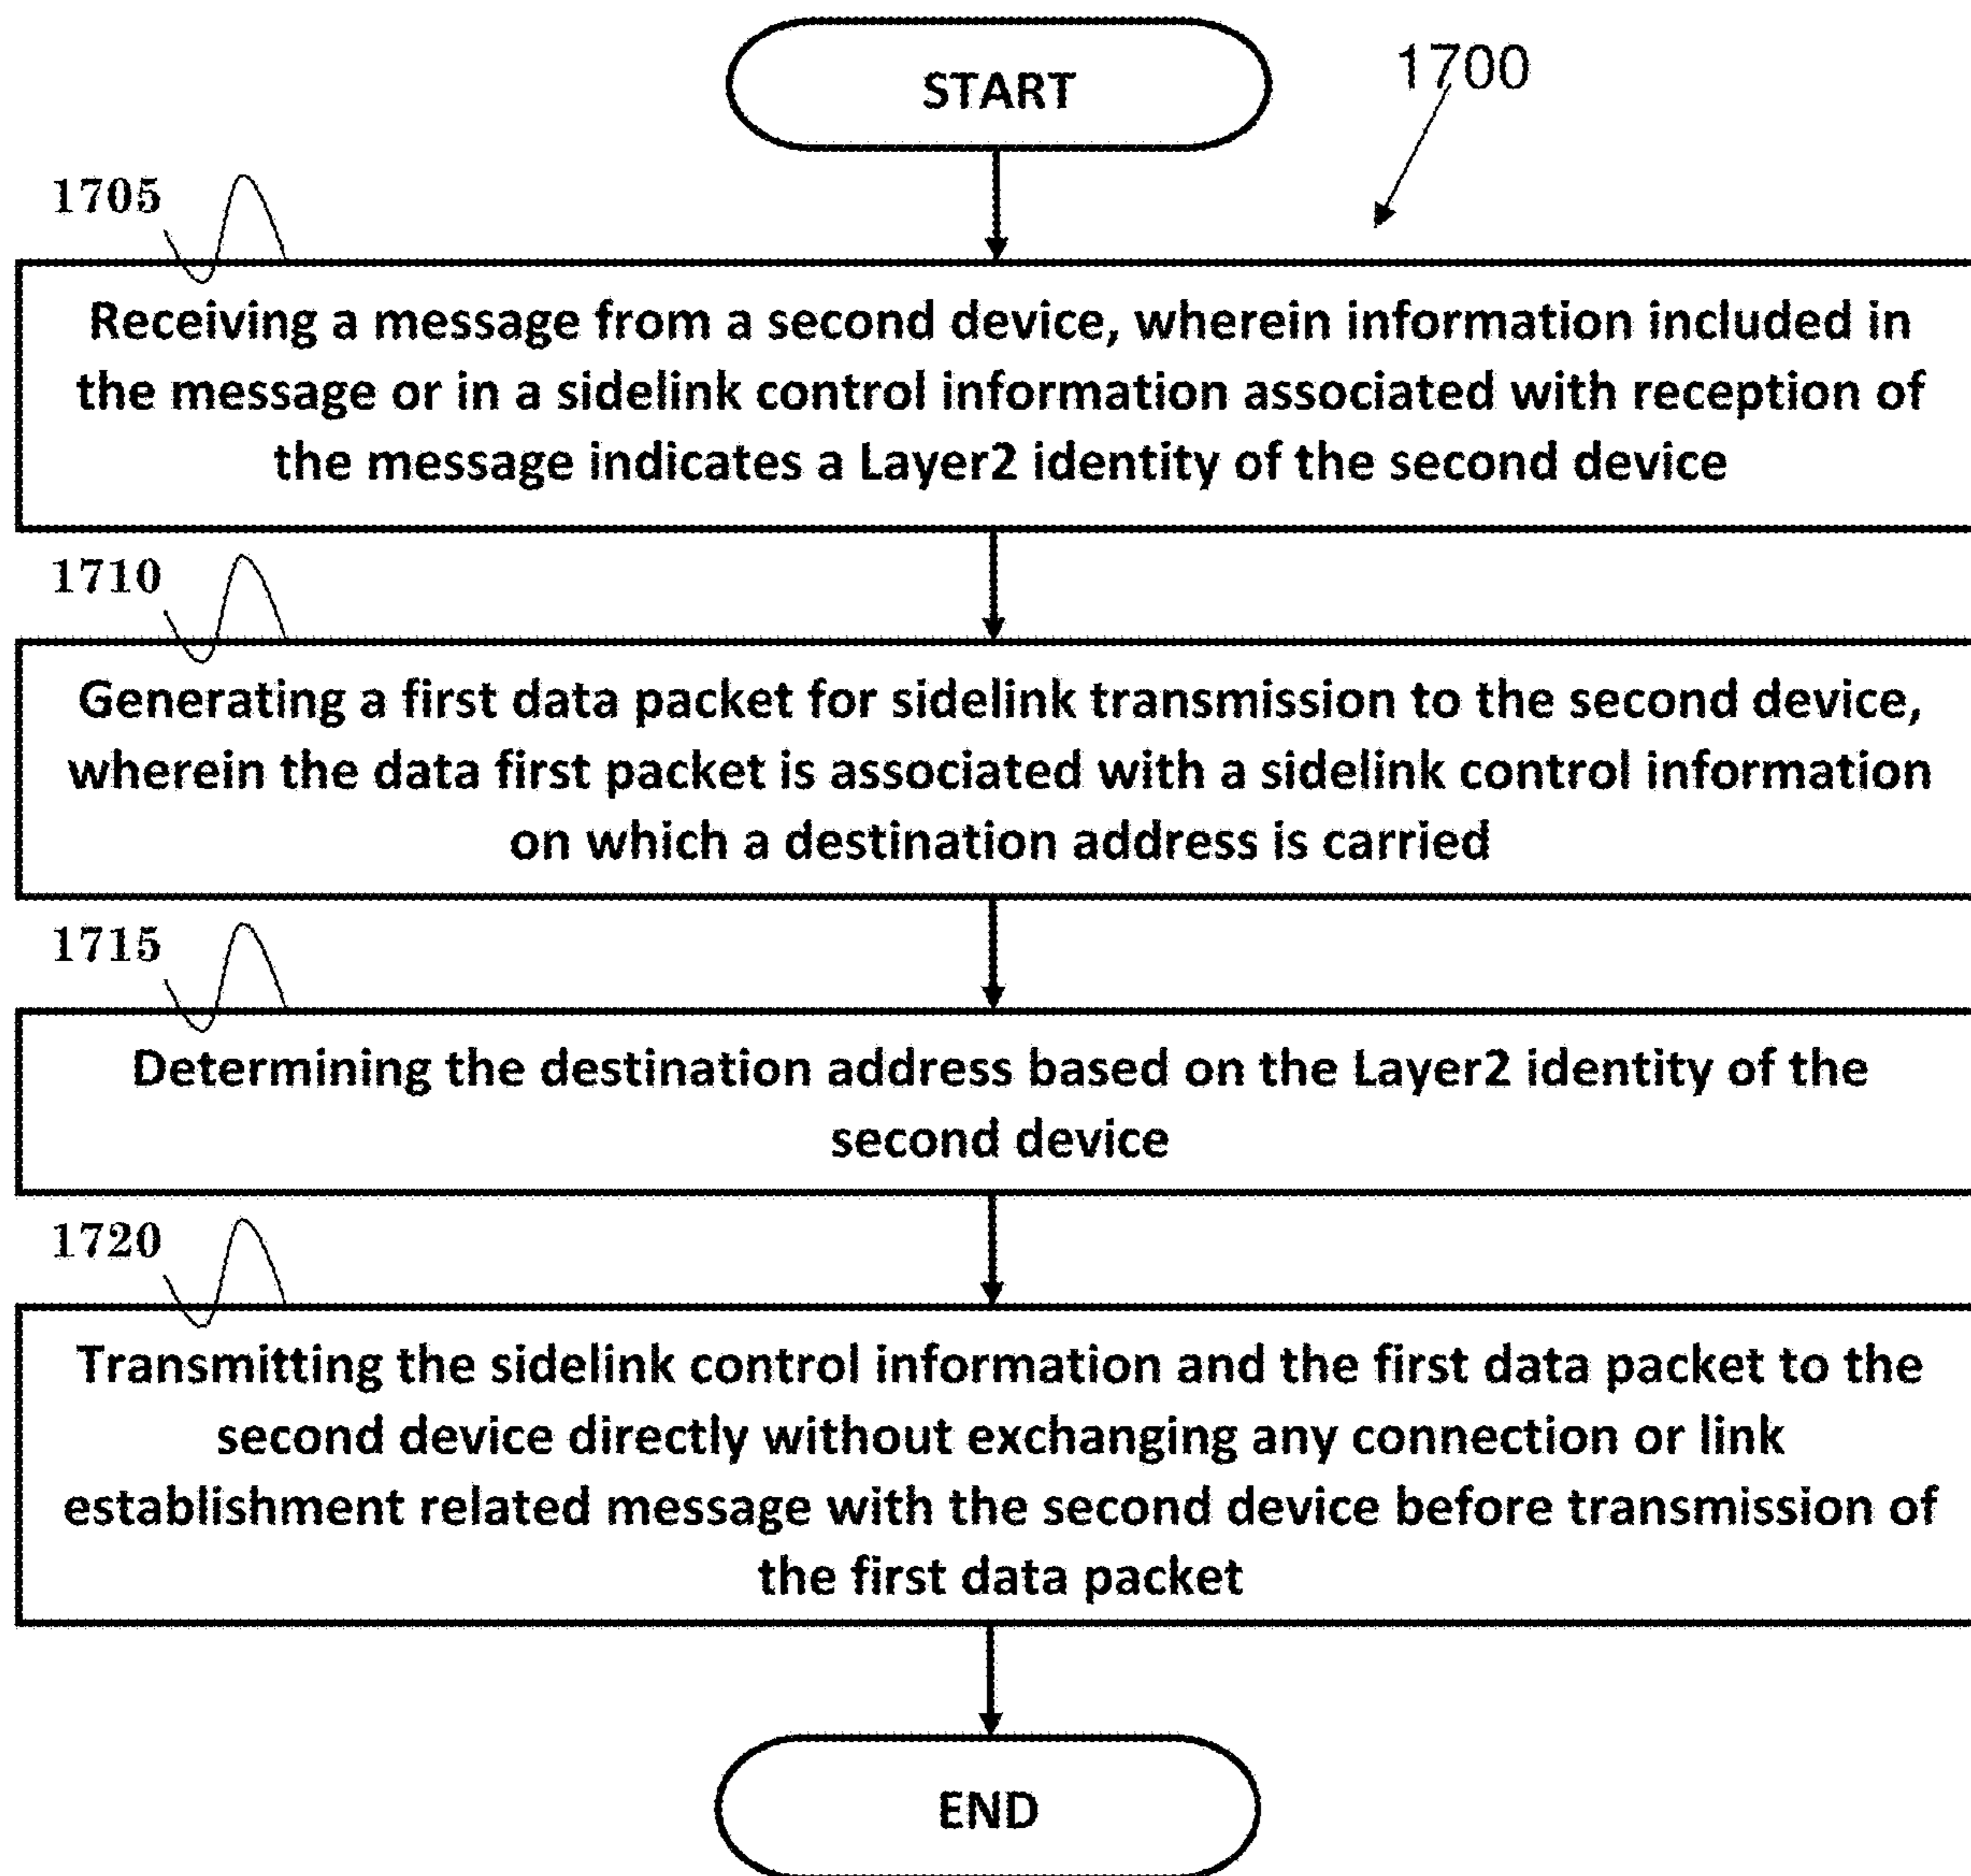 START
1700
1705
Receiving a message from a second device, wherein information included in
the message or in a sidelink control information associated with reception of
the message indicates a Layer2 identity of the second device
1710
Generating a first data packet for sidelink transmission to the second device,
wherein the data first packet is associated with a sidelink control information
on which a destination address is carried
1715
Determining the destination address based on the Layer2 identity of the
second device
1720
Transmitting the sidelink control information and the first data packet to the
second device directly without exchanging any connection or link
establishment related message with the second device before transmission of
the first data packet
END